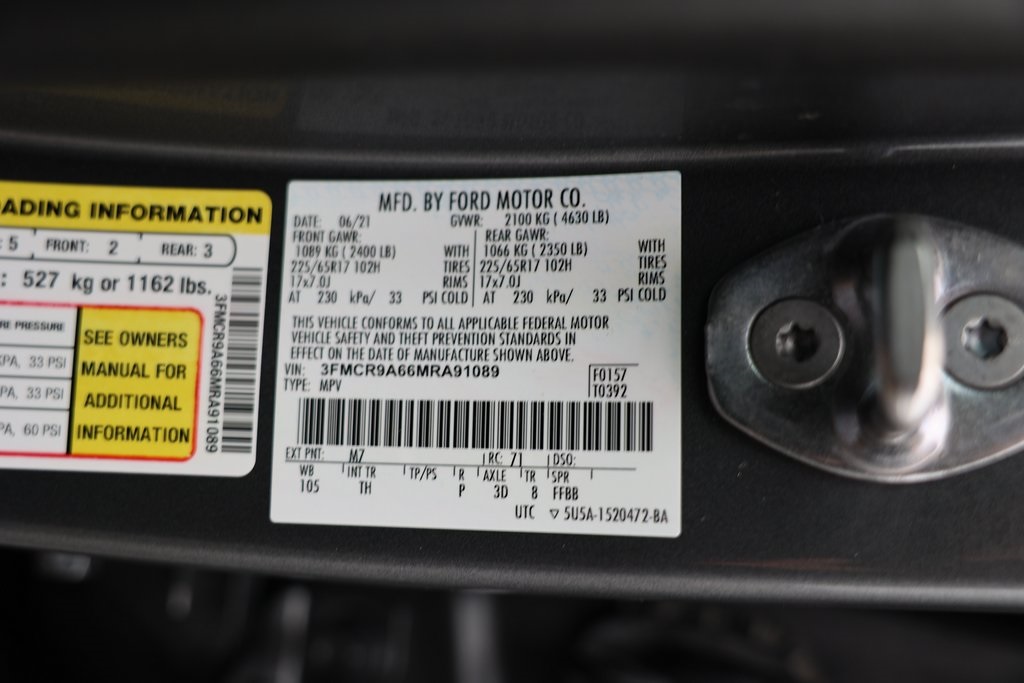 ADING INFORMATION
: 5 FRONT: 2 REAR: 3
: 527 kg or 1162 lbs.
RE PRESSURE
PA, 33 PSI
PA, 33 PSI
PA, 60 PSI
SEE OWNERS
MANUAL FOR
ADDITIONAL
INFORMATION
3FMCR9A66MRA91089
MFD. BY FORD MOTOR CO.
DATE: 06/21 GVWR: 2100 KG ( 4630 LB)
FRONT GAWR: REAR GAWR:
1089 KG ( 2400 LB) WITH 1066 KG ( 2350 LB) WITH
225/65R17 102H TIRES 225/65R17 102H TIRES
17x7.0J RIMS 17x7.0J RIMS
AT 230 kPa/ 33 PSI COLD AT 230 kPa/ 33 PSI COLD
THIS VEHICLE CONFORMS TO ALL APPLICABLE FEDERAL MOTOR
VEHICLE SAFETY AND THEFT PREVENTION STANDARDS IN
EFFECT ON THE DATE OF MANUFACTURE SHOWN ABOVE.
VIN: 3FMCR9A66MRA91089 F0157
TYPE: MPV T0392
EXT PNT: M7 RC: 71 DSO:
WB INT TR TP/PS R AXLE TR SPR
105 TH P 3D 8 FFBB
UTC ▽ 5U5A-1520472-BA